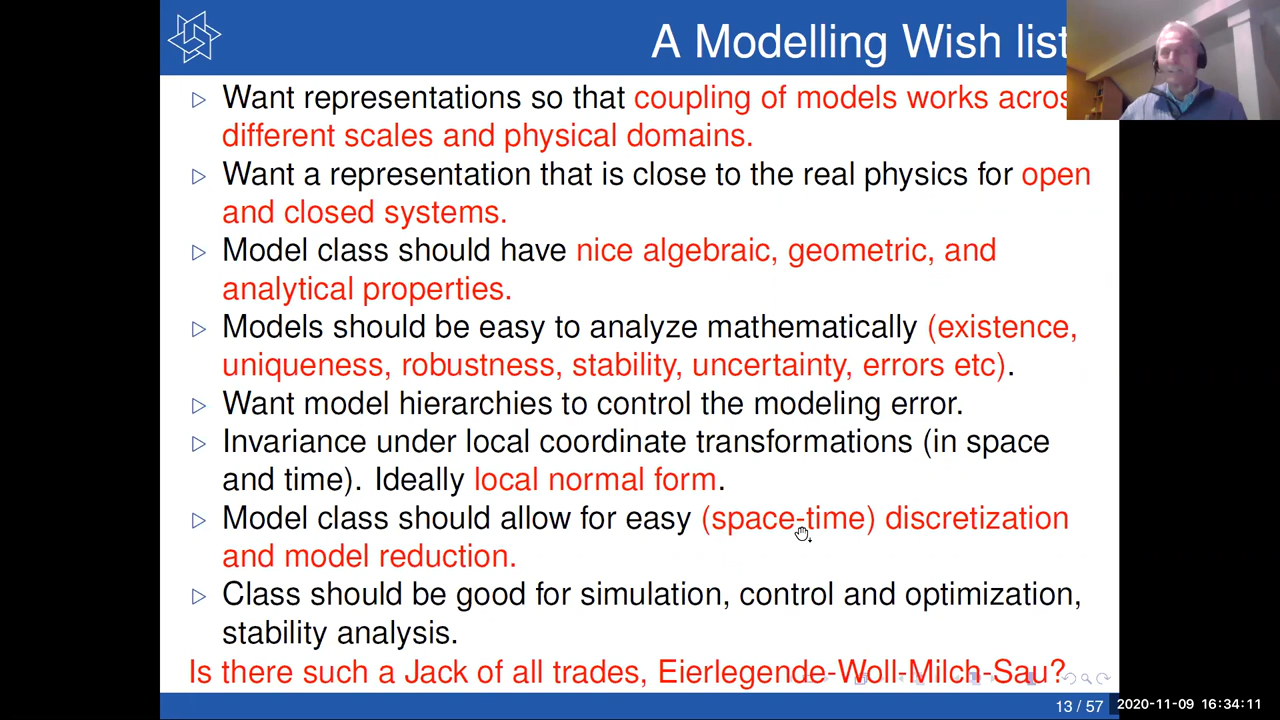 A Modelling Wish list
▷ Want representations so that coupling of models works
different scales and physical domains.
▷ Want a representation that is close to the real physics for open
and closed systems.
▷ Model class should have nice algebraic, geometric, and
analytical properties.
▷ Models should be easy to analyze mathematically (existence,
uniqueness, robustness, stability, uncertainty, errors etc).
▷ Want model hierarchies to control the modeling error.
▷ Invariance under local coordinate transformations (in space
and time). Ideally local normal form.
▷ Model class should allow for easy (space-time) discretization
and model reduction.
▷ Class should be good for simulation, control and optimization,
stability analysis.
Is there such a Jack of all trades, Eierlegende-Woll-Milch-Sau?
13 / 57
2020-11-09 16:34:11